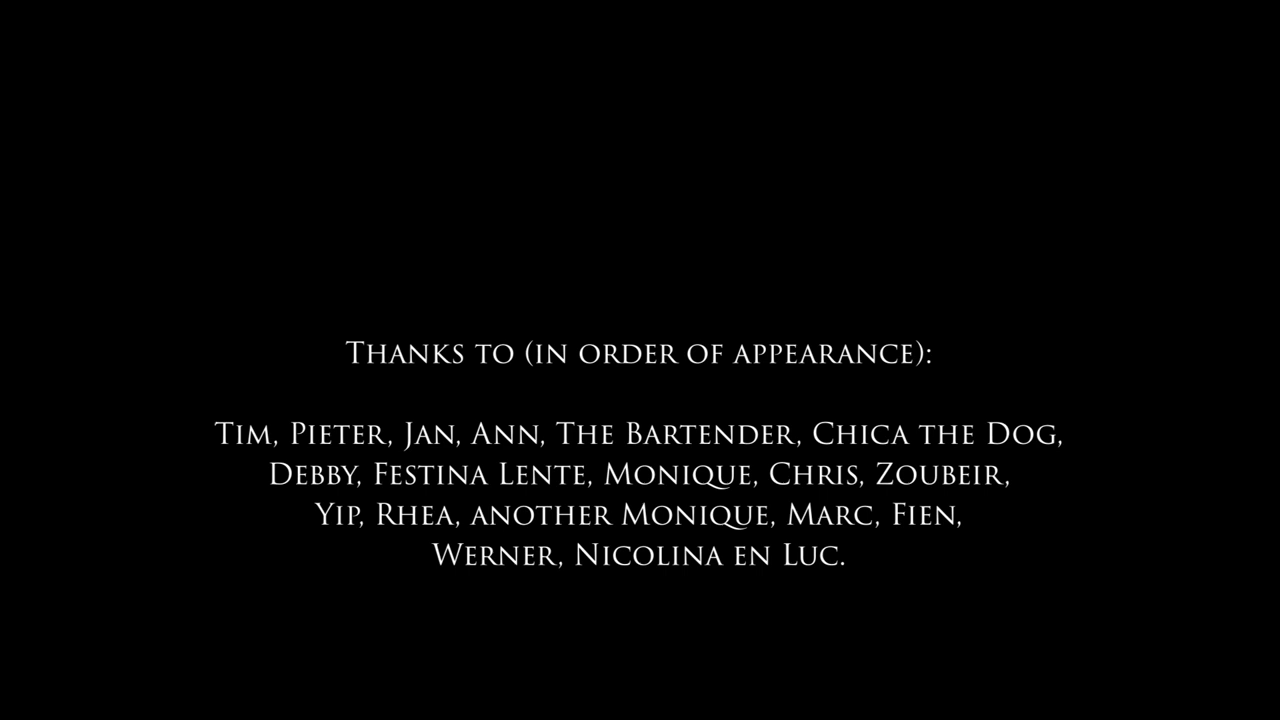 Thanks to (in order of appearance):
Tim, Pieter, Jan, Ann, The Bartender, Chica the Dog,
Debby, Festina Lente, Monique, Chris, Zoubeir,
Yip, Rhea, another Monique, Marc, Fien,
Werner, Nicolina en Luc.